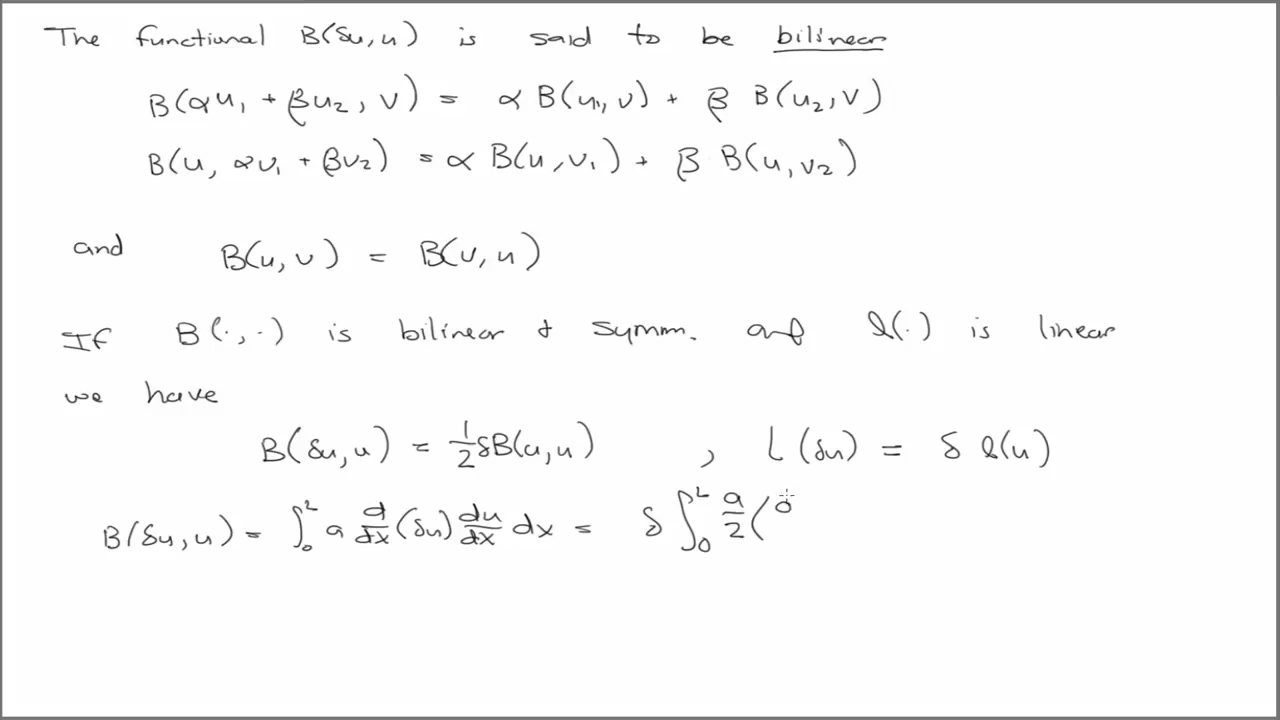 The functional B(δu, u) is said to be bilinear
B(αu₁ + βu₂, v) = α B(u₁, v) + β B(u₂, v)
B(u, αv₁ + βv₂) = α B(u, v₁) + β B(u, v₂)
and B(u, v) = B(v, u)
If B(·, ·) is bilinear + symm. and l(·) is linear
we have
B(δu, u) = 1/2 δB(u, u) , l(δu) = δ l(u)
B(δu, u) = ∫₀ᴸ a d/dx (δu) du/dx dx = δ ∫₀ᴸ a/2 (